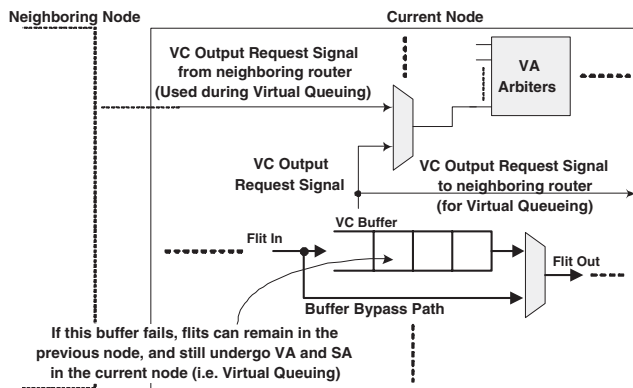 Neighboring Node
Current Node
VC Output Request Signal
from neighboring router
(Used during Virtual Queuing)
VA
Arbiters
VC Output
Request Signal
VC Output Request Signal
to neighboring router
(for Virtual Queueing)
VC Buffer
Flit In
Flit Out
Buffer Bypass Path
If this buffer fails, flits can remain in the
previous node, and still undergo VA and SA
in the current node (i.e. Virtual Queuing)